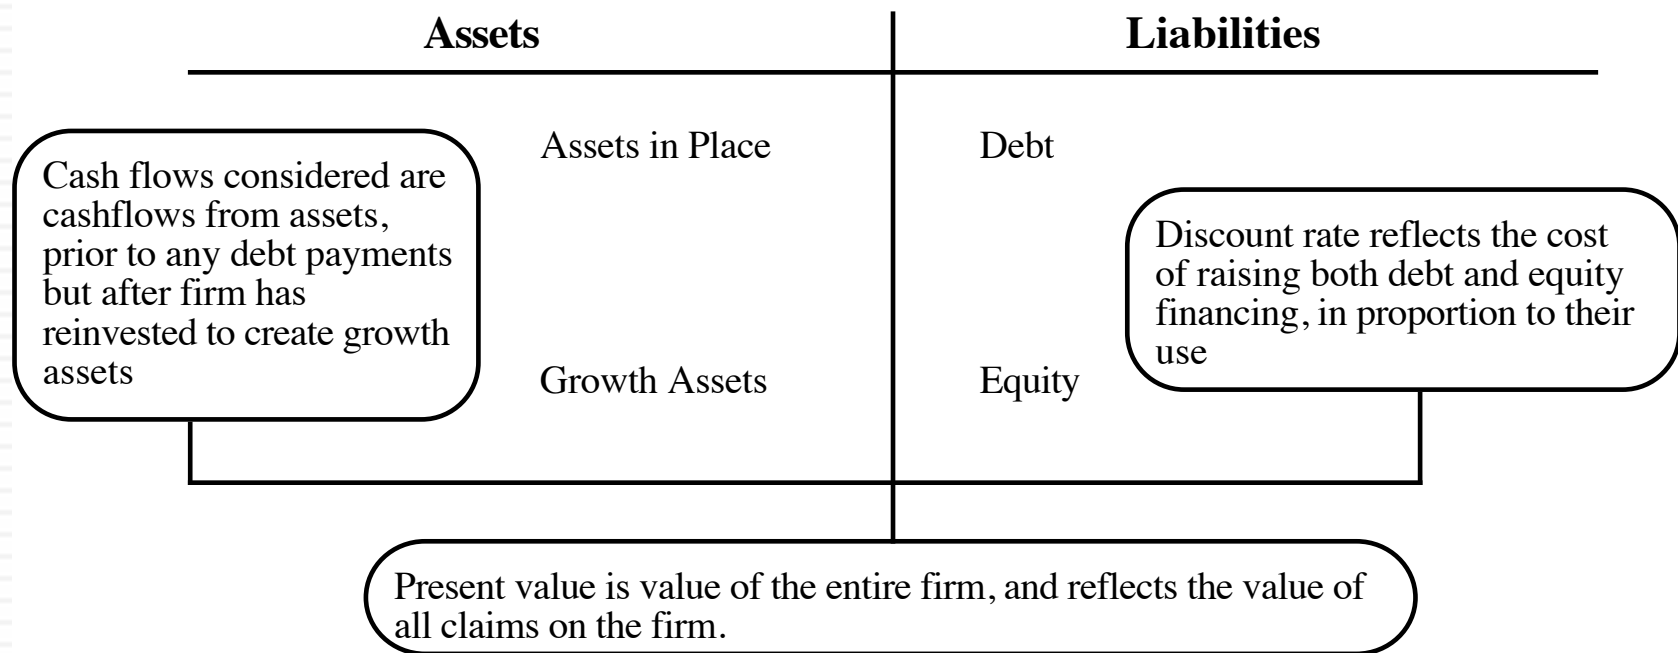 Assets
Liabilities
Assets in Place
Debt
Cash flows considered are
cashflows from assets,
prior to any debt payments
but after firm has
reinvested to create growth
assets
Discount rate reflects the cost
of raising both debt and equity
financing, in proportion to their
use
Growth Assets
Equity
Present value is value of the entire firm, and reflects the value of
all claims on the firm.